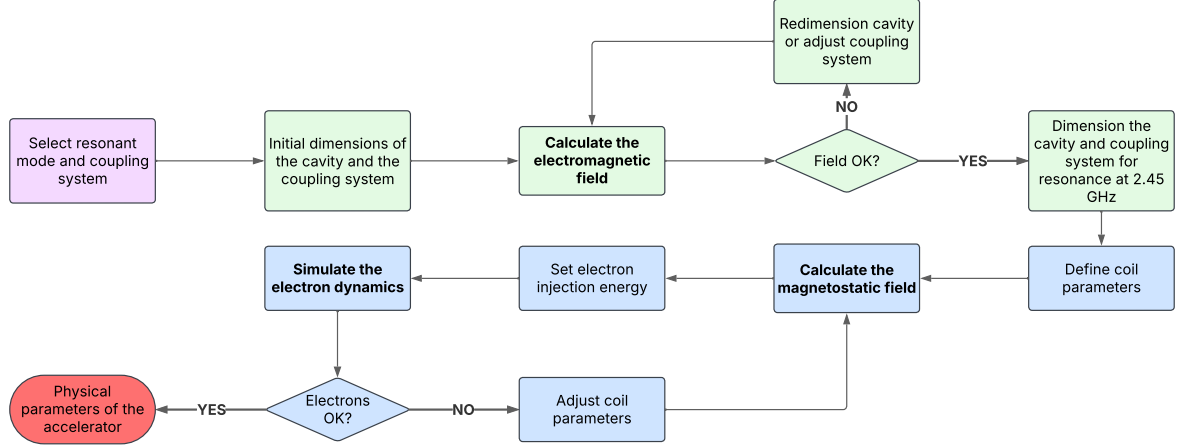 Redimension cavity
or adjust coupling
system
NO
Select resonant
mode and coupling
system
Initial dimensions of
the cavity and the
coupling system
Calculate the
electromagnetic
field
Field OK?
YES
Dimension the
cavity and coupling
system for
resonance at 2.45
GHz
Simulate the
electron dynamics
Set electron
injection energy
Calculate the
magnetostatic field
Define coil
parameters
Physical
parameters of the
accelerator
YES
Electrons
OK?
NO
Adjust coil
parameters